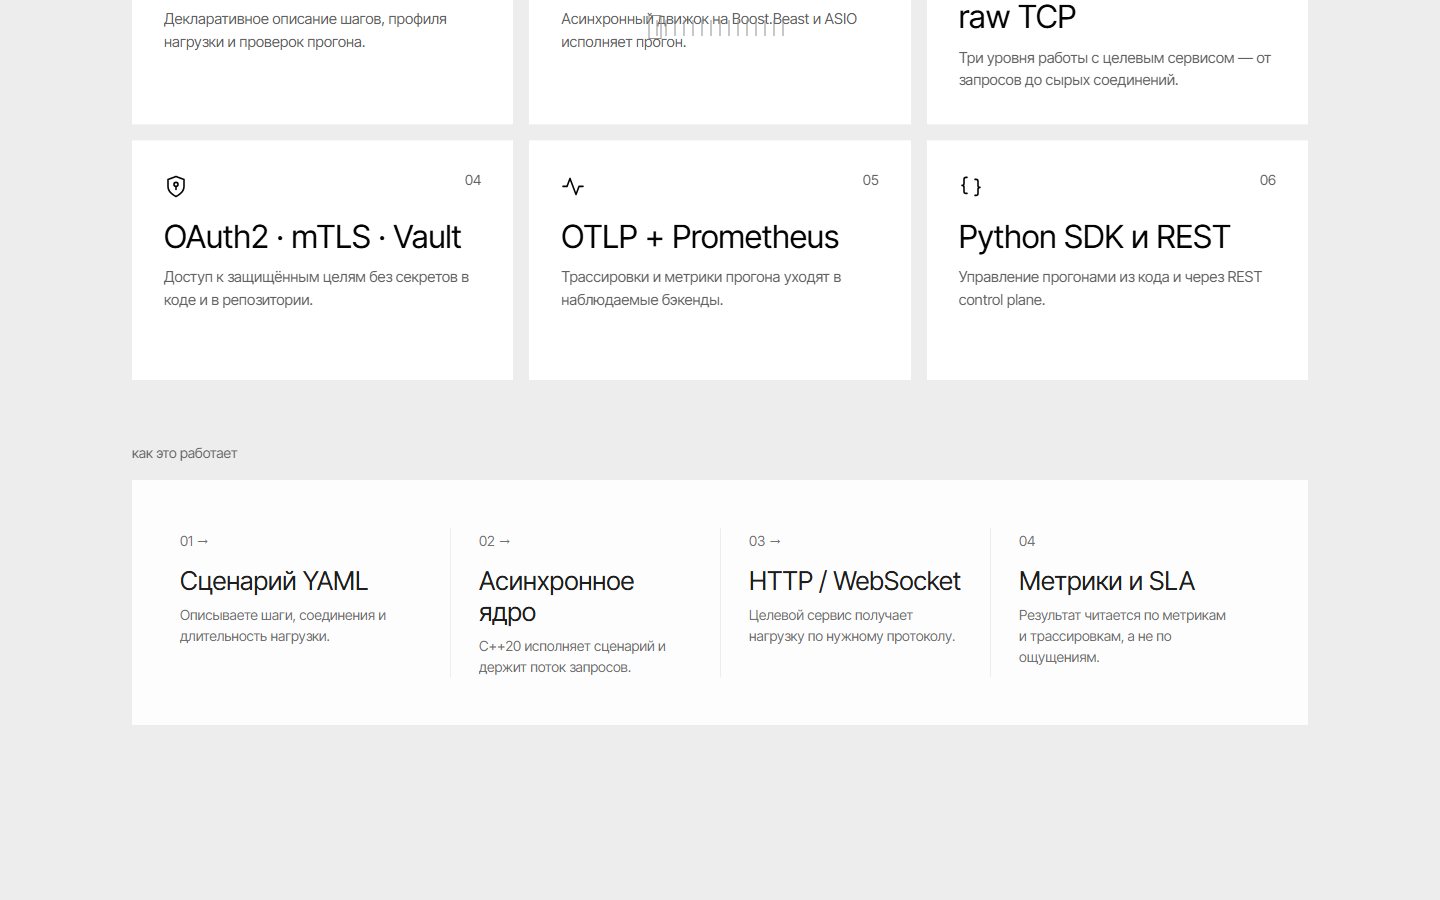 Декларативное описание шагов, профиля
нагрузки и проверок прогона.
Асинхронный движок на Boost.Beast и ASIO
исполняет прогон.
raw TCP
Три уровня работы с целевым сервисом — от
запросов до сырых соединений.
04
OAuth2 · mTLS · Vault
Доступ к защищённым целям без секретов в
коде и в репозитории.
05
OTLP + Prometheus
Трассировки и метрики прогона уходят в
наблюдаемые бэкенды.
06
Python SDK и REST
Управление прогонами из кода и через REST
control plane.
как это работает
01 →
Сценарий YAML
Описываете шаги, соединения и
длительность нагрузки.
02 →
Асинхронное
ядро
C++20 исполняет сценарий и
держит поток запросов.
03 →
HTTP / WebSocket
Целевой сервис получает
нагрузку по нужному протоколу.
04
Метрики и SLA
Результат читается по метрикам
и трассировкам, а не по
ощущениям.